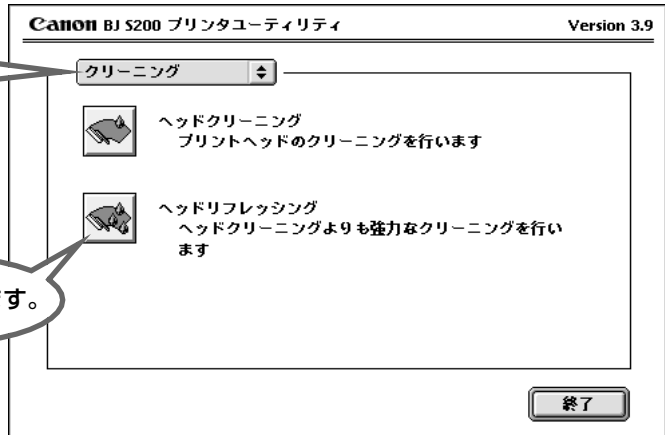 Canon BJ S200 プリンタユーティリティ Version 3.9
クリーニング
ヘッドクリーニング
プリントヘッドのクリーニングを行います
ヘッドリフレッシング
ヘッドクリーニングよりも強力なクリーニングを行い
ます
す。
終了